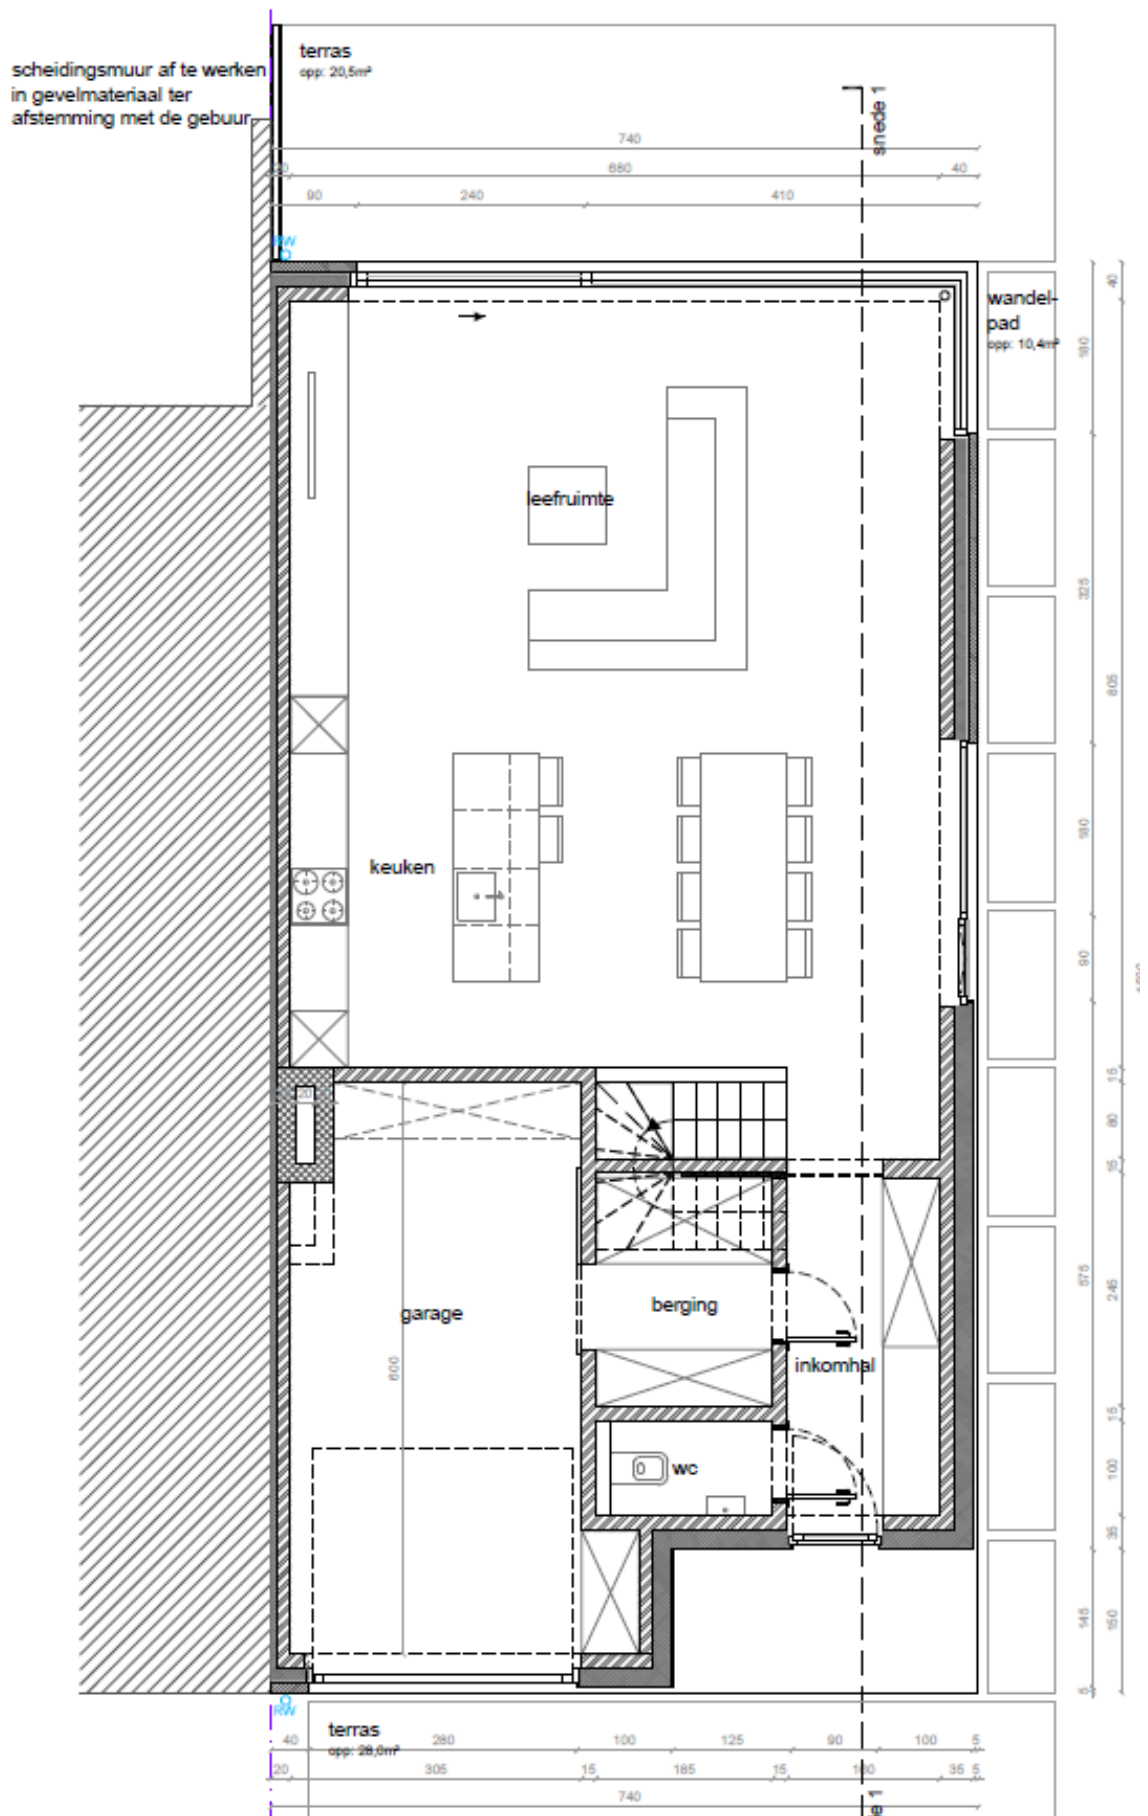 terras
opp: 20,5m²
scheidingsmuur af te werken
in gevelmateriaal ter
afstemming met de gebuur
snede 1
740
20 680 40
90 240 410
RW
wandel-
pad
opp: 10,4m²
40
180
325
805
180
90
15
80
15
575
245
15
100
35
145
150
5
leefruimte
keuken
20
garage
600
berging
inkomhal
wc
RW
terras
opp: 28,0m²
40 280 100 125 90 100 5
20 305 15 185 15 160 35 5
740